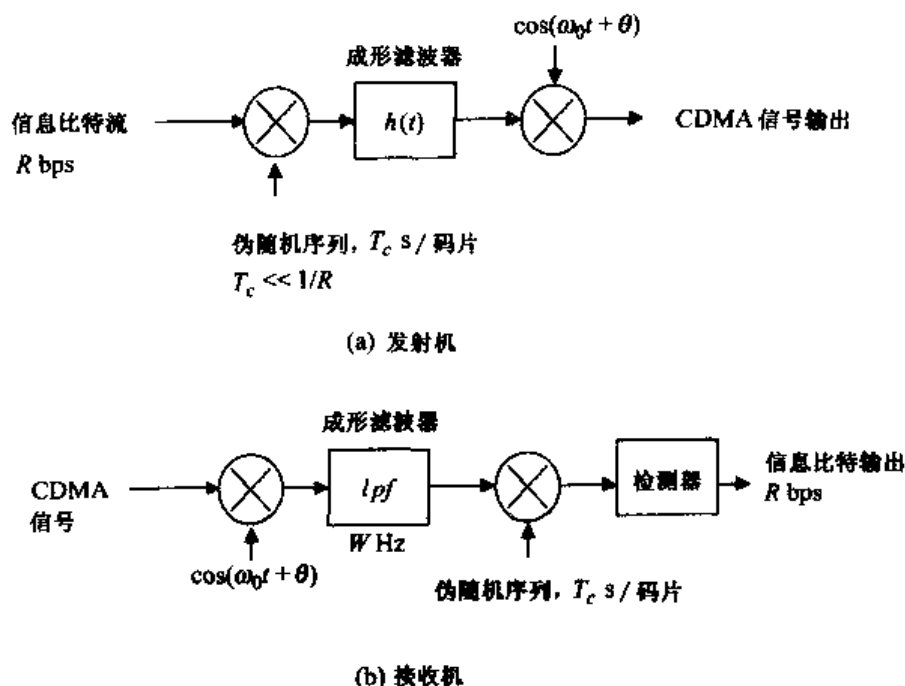 cos(ω₀t + θ)
成形滤波器
信息比特流
R bps
h(t)
CDMA 信号输出
伪随机序列，T_c s / 码片
T_c << 1/R
(a) 发射机
成形滤波器
CDMA
信号
lpf
W Hz
检测器
信息比特输出
R bps
cos(ω₀t + θ)
伪随机序列，T_c s / 码片
(b) 接收机